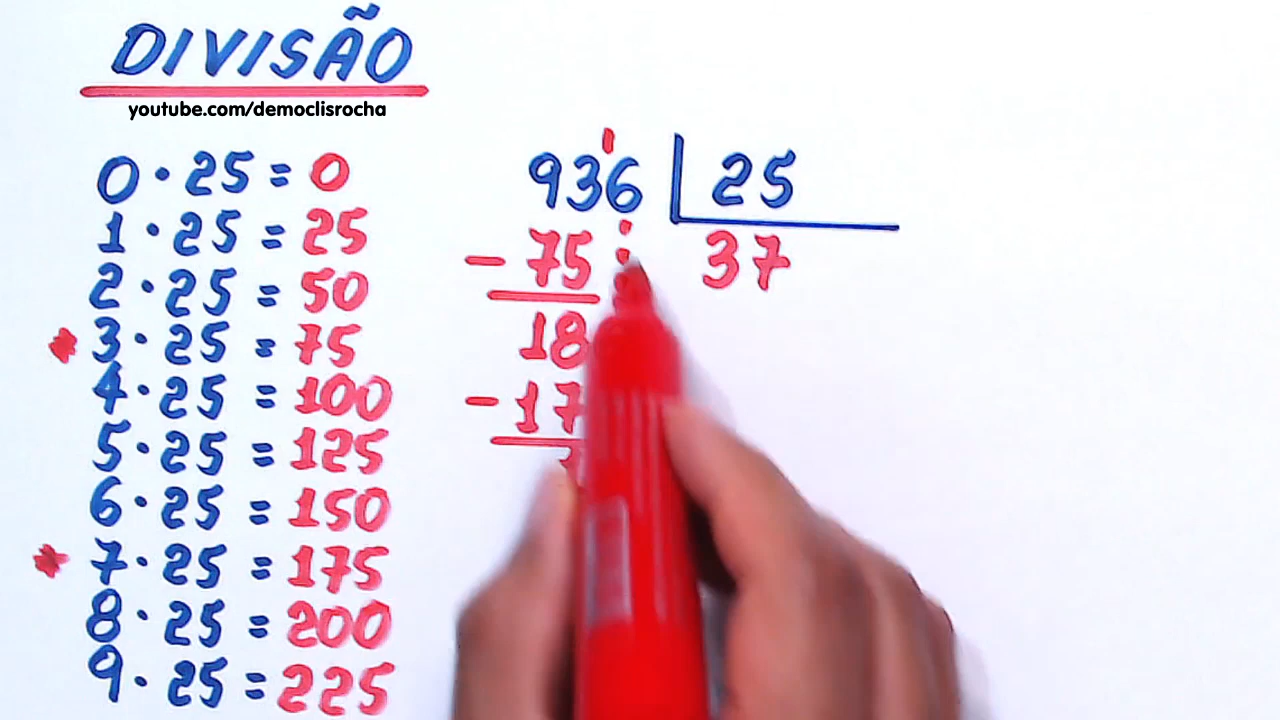 DIVISÃO
youtube.com/democlisrocha
0 · 25 = 0
1 · 25 = 25
2 · 25 = 50
3 · 25 = 75
4 · 25 = 100
5 · 25 = 125
6 · 25 = 150
7 · 25 = 175
8 · 25 = 200
9 · 25 = 225
936 25
- 75 37
18
- 17